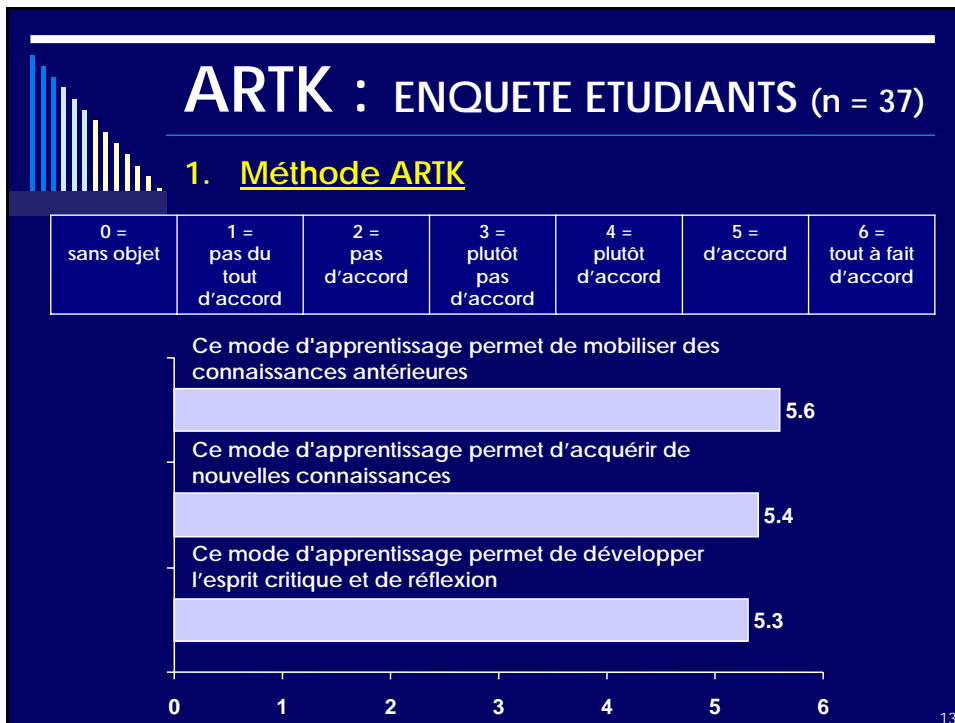 ARTK : ENQUETE ETUDIANTS (n = 37)
1. Méthode ARTK
0 =
sans objet
1 =
pas du
tout
d’accord
2 =
pas
d’accord
3 =
plutôt
pas
d’accord
4 =
plutôt
d’accord
5 =
d’accord
6 =
tout à fait
d’accord
Ce mode d'apprentissage permet de mobiliser des
connaissances antérieures
5.6
Ce mode d'apprentissage permet d’acquérir de
nouvelles connaissances
5.4
Ce mode d'apprentissage permet de développer
l’esprit critique et de réflexion
5.3
0 1 2 3 4 5 6
13